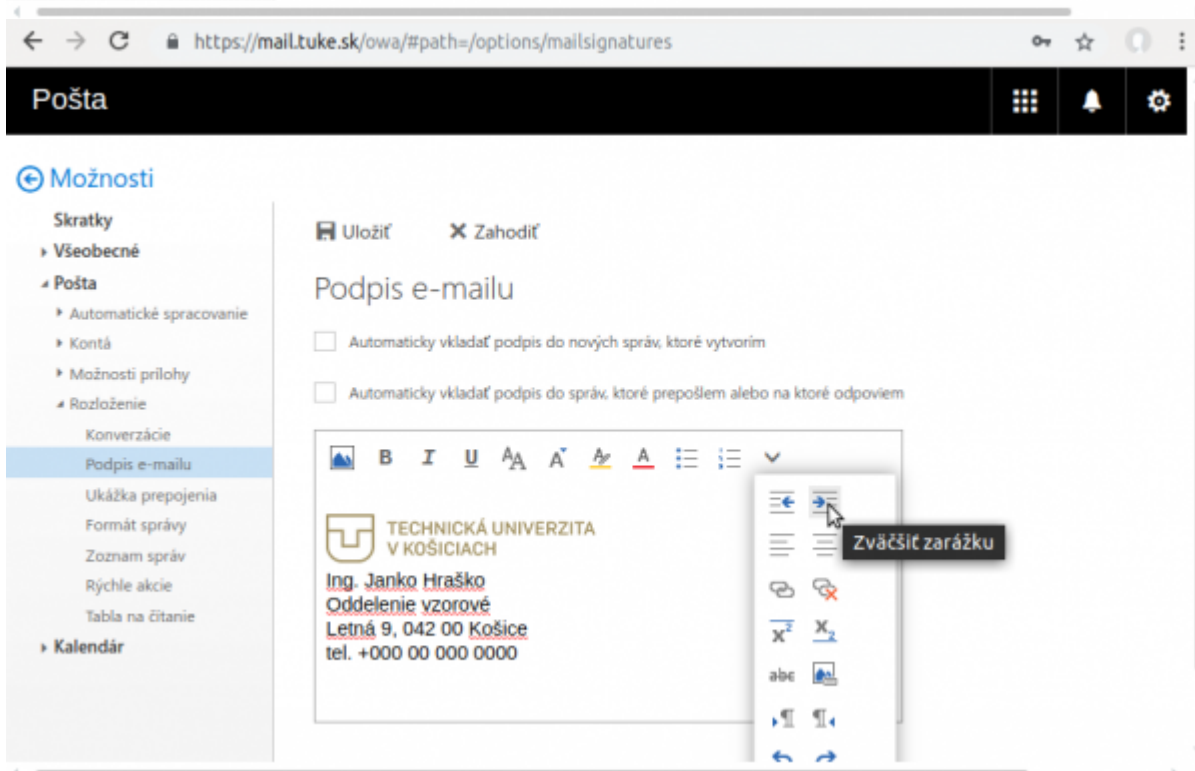 https://mail.tuke.sk/owa/#path=/options/mailsignatures
Pošta
Možnosti
Skratky
Všeobecné
Pošta
Automatické spracovanie
Kontá
Možnosti prílohy
Rozloženie
Konverzácie
Podpis e-mailu
Ukážka prepojenia
Formát správy
Zoznam správ
Rýchle akcie
Tabla na čítanie
Kalendár
Uložiť Zahodiť
Podpis e-mailu
Automaticky vkladať podpis do nových správ, ktoré vytvorím
Automaticky vkladať podpis do správ, ktoré prepošlem alebo na ktoré odpoviem
B I U AA A A
Zväčšiť zarážku
x² x₂
abc
TECHNICKÁ UNIVERZITA
V KOŠICIACH
Ing. Janko Hraško
Oddelenie vzorové
Letná 9, 042 00 Košice
tel. +000 00 000 0000